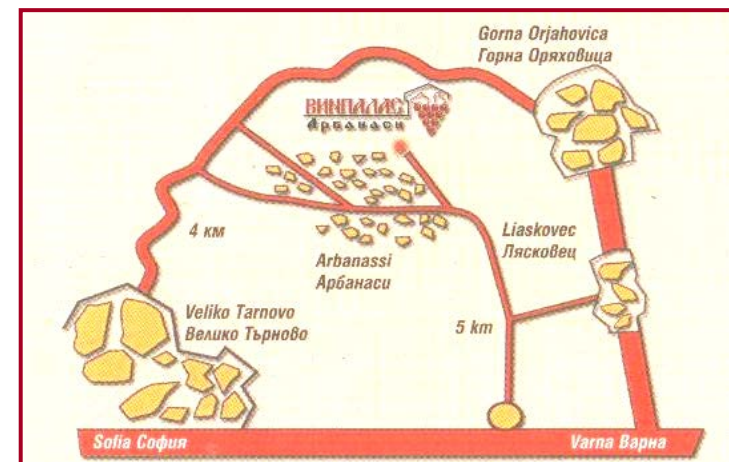 Gorna Orjahovica
Горна Оряховица
ВИНПАЛАС
Арбанаси
4 км
Liaskovec
Лясковец
Arbanassi
Арбанаси
Veliko Tarnovo
Велико Търново
5 km
Sofia София
Varna Варна